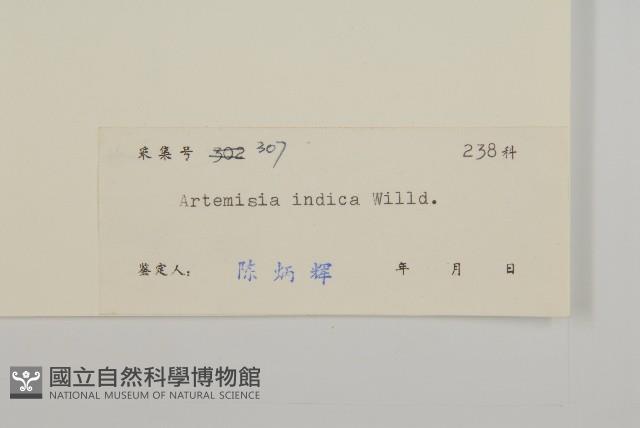 采集号 302 307 238科
Artemisia indica Willd.
鉴定人: 陈炳辉 年 月 日
國立自然科學博物館
NATIONAL MUSEUM OF NATURAL SCIENCE